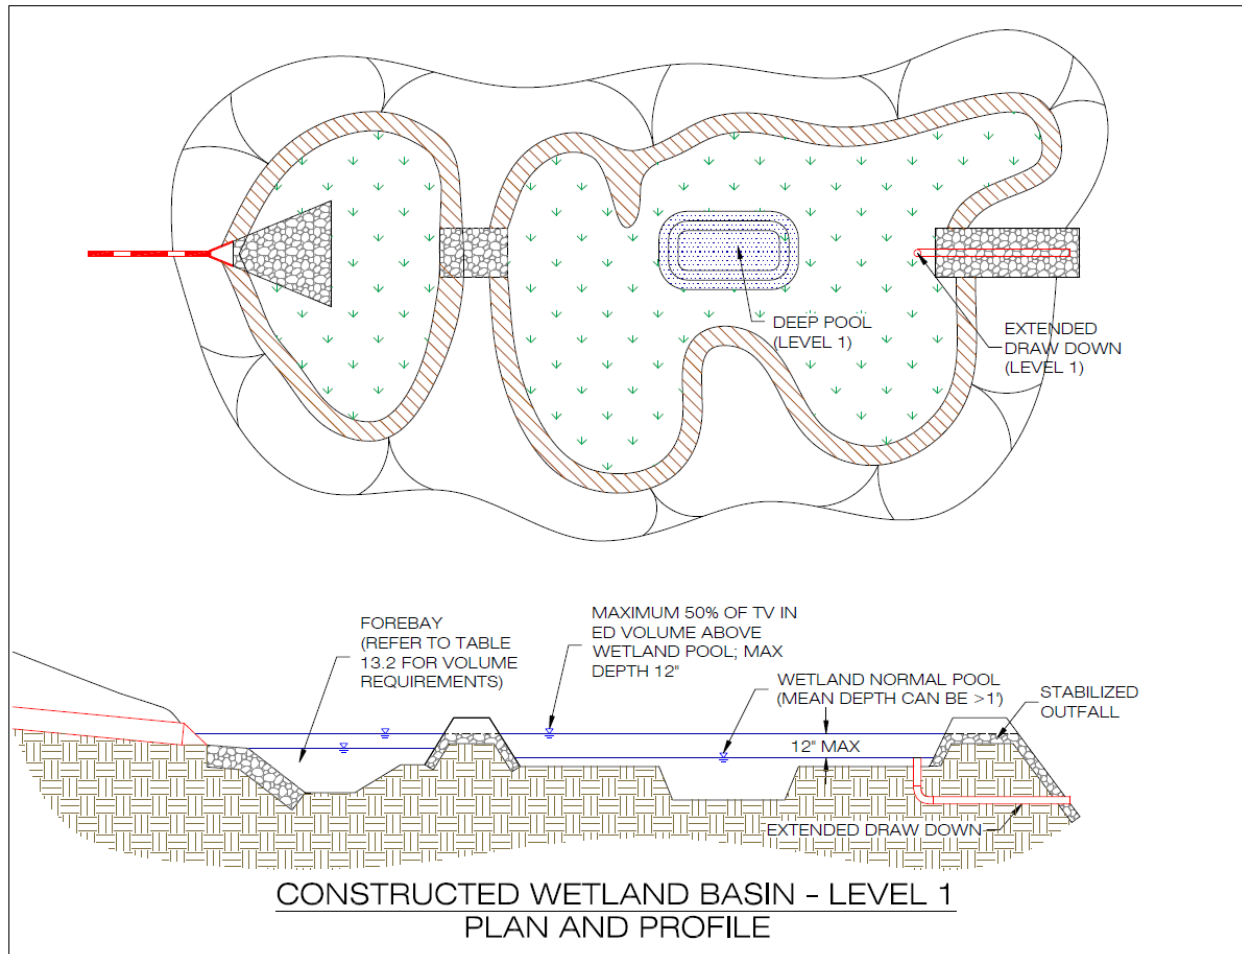 DEEP POOL
(LEVEL 1)
EXTENDED
DRAW DOWN
(LEVEL 1)
FOREBAY
(REFER TO TABLE
13.2 FOR VOLUME
REQUIREMENTS)
MAXIMUM 50% OF TV IN
ED VOLUME ABOVE
WETLAND POOL; MAX
DEPTH 12"
WETLAND NORMAL POOL
(MEAN DEPTH CAN BE >1')
STABILIZED
OUTFALL
12" MAX
EXTENDED DRAW DOWN
CONSTRUCTED WETLAND BASIN - LEVEL 1
PLAN AND PROFILE